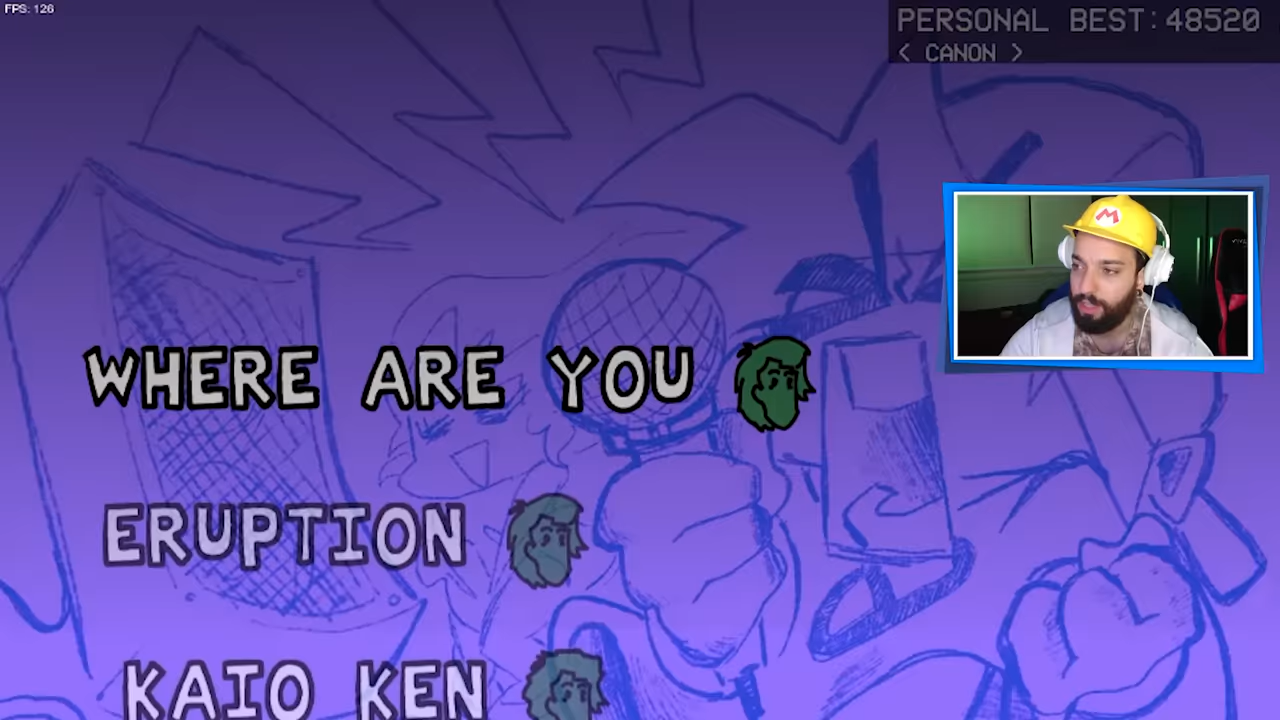 FPS: 126
PERSONAL BEST:48520
< CANON >
M
WHERE ARE YOU
ERUPTION
KAIO KEN